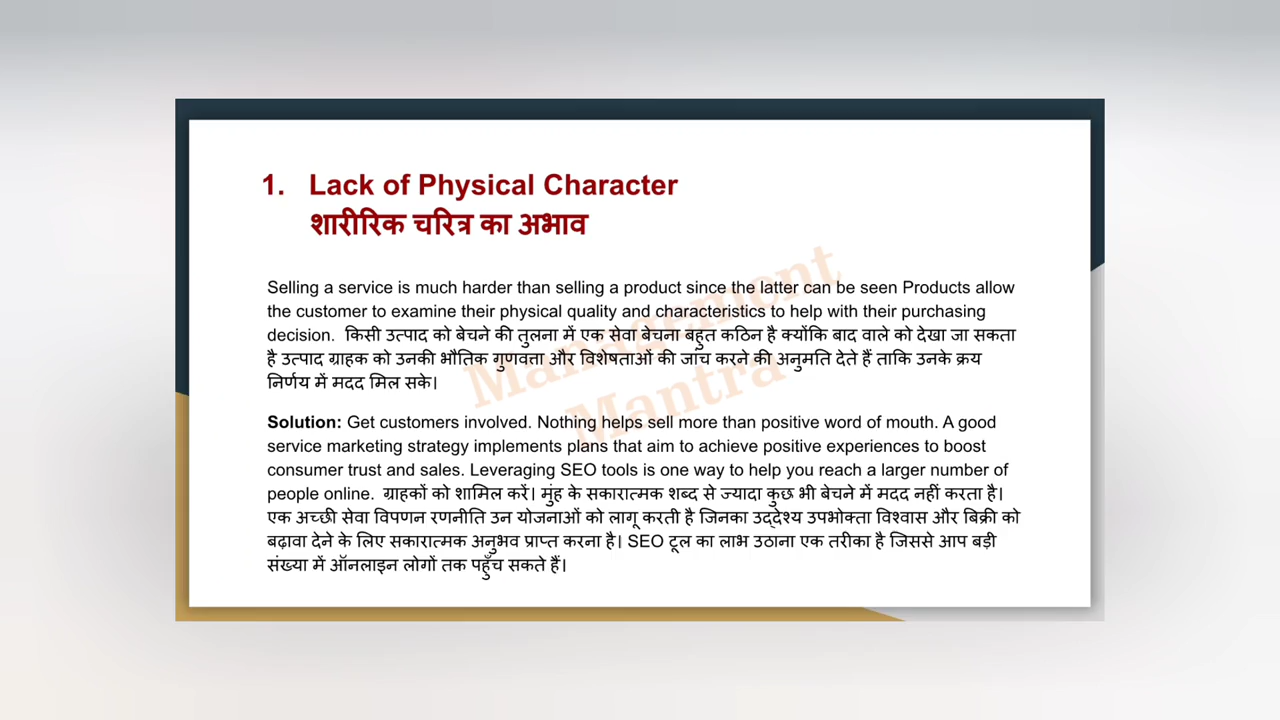 1. Lack of Physical Character
शारीरिक चरित्र का अभाव
Selling a service is much harder than selling a product since the latter can be seen Products allow
the customer to examine their physical quality and characteristics to help with their purchasing
decision. किसी उत्पाद को बेचने की तुलना में एक सेवा बेचना बहुत कठिन है क्योंकि बाद वाले को देखा जा सकता
है उत्पाद ग्राहक को उनकी भौतिक गुणवत्ता और विशेषताओं की जांच करने की अनुमति देते हैं ताकि उनके क्रय
निर्णय में मदद मिल सके।
Solution: Get customers involved. Nothing helps sell more than positive word of mouth. A good
service marketing strategy implements plans that aim to achieve positive experiences to boost
consumer trust and sales. Leveraging SEO tools is one way to help you reach a larger number of
people online. ग्राहकों को शामिल करें। मुंह के सकारात्मक शब्द से ज्यादा कुछ भी बेचने में मदद नहीं करता है।
एक अच्छी सेवा विपणन रणनीति उन योजनाओं को लागू करती है जिनका उद्देश्य उपभोक्ता विश्वास और बिक्री को
बढ़ावा देने के लिए सकारात्मक अनुभव प्राप्त करना है। SEO टूल का लाभ उठाना एक तरीका है जिससे आप बड़ी
संख्या में ऑनलाइन लोगों तक पहुँच सकते हैं।
Management
Mantra